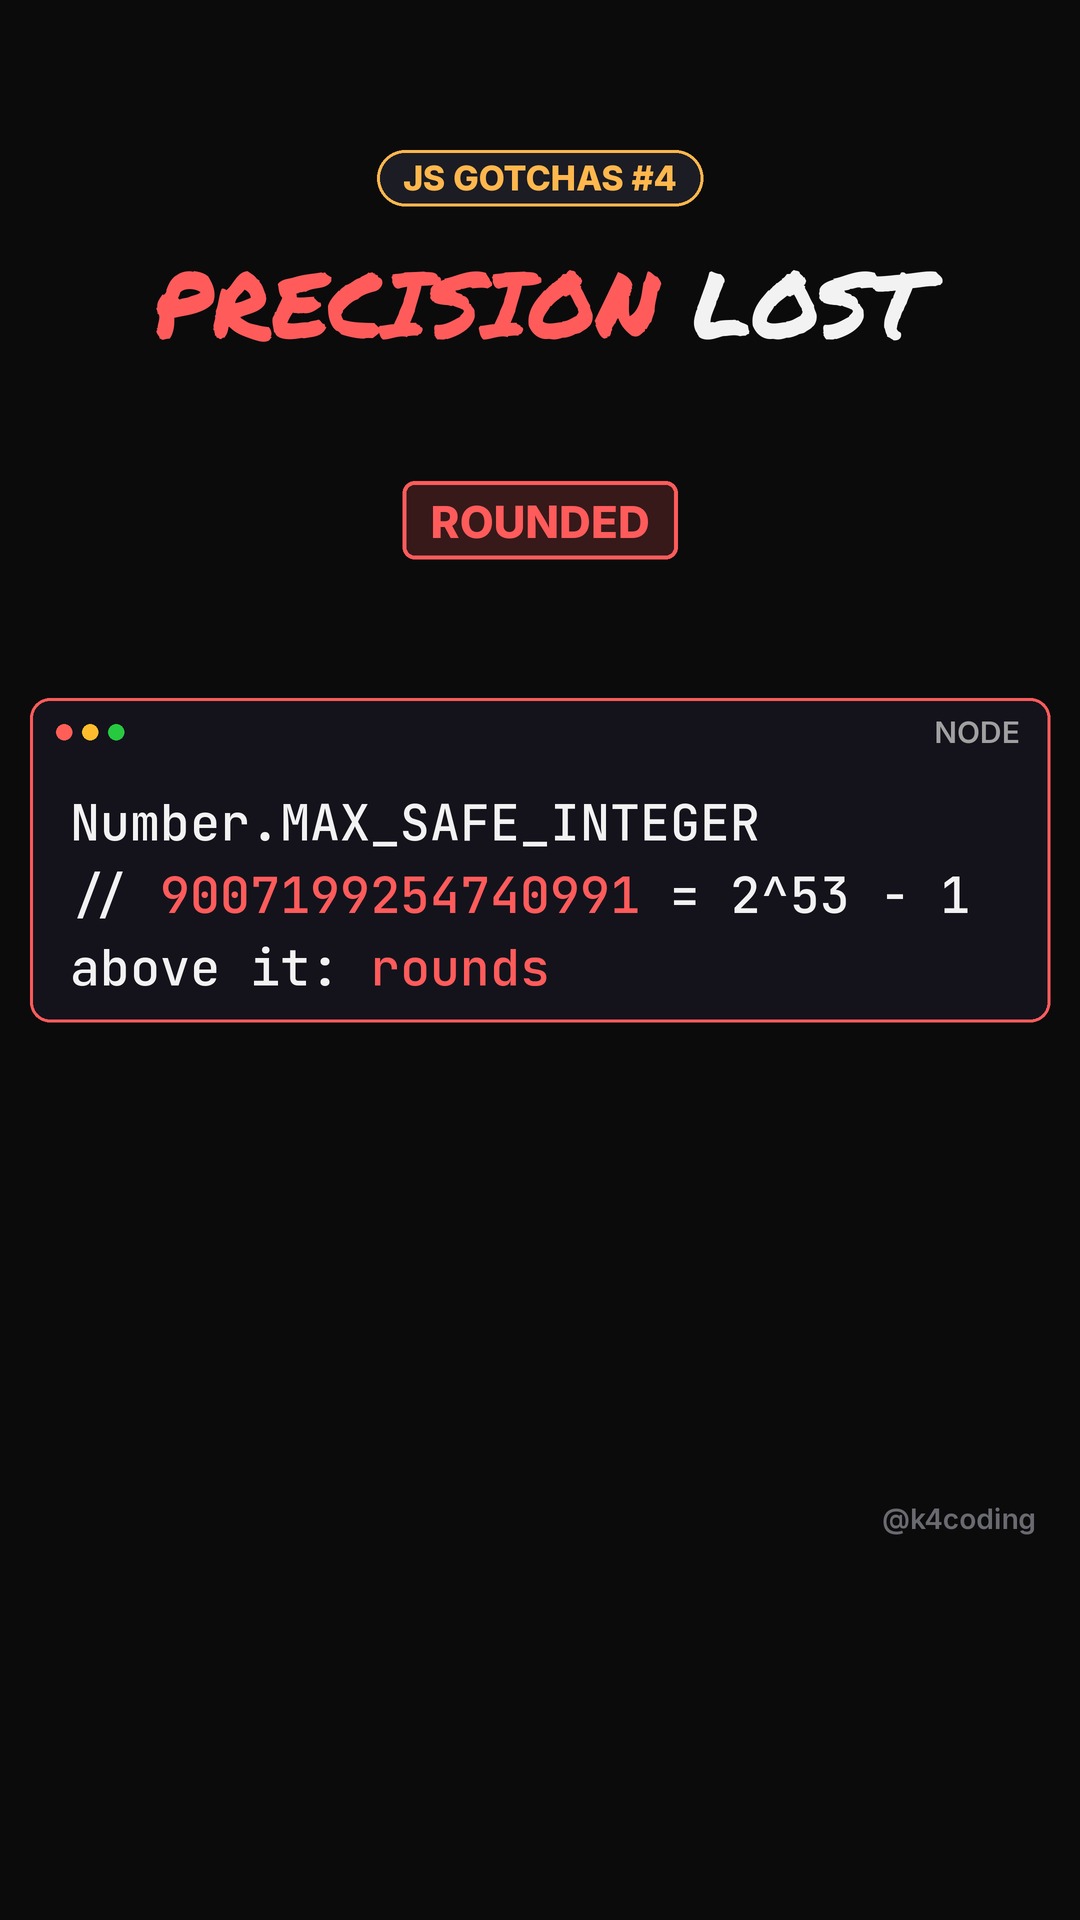 JS GOTCHAS #4
PRECISION LOST
ROUNDED
NODE
Number.MAX_SAFE_INTEGER
// 9007199254740991 = 2^53 - 1
above it: rounds
@k4coding